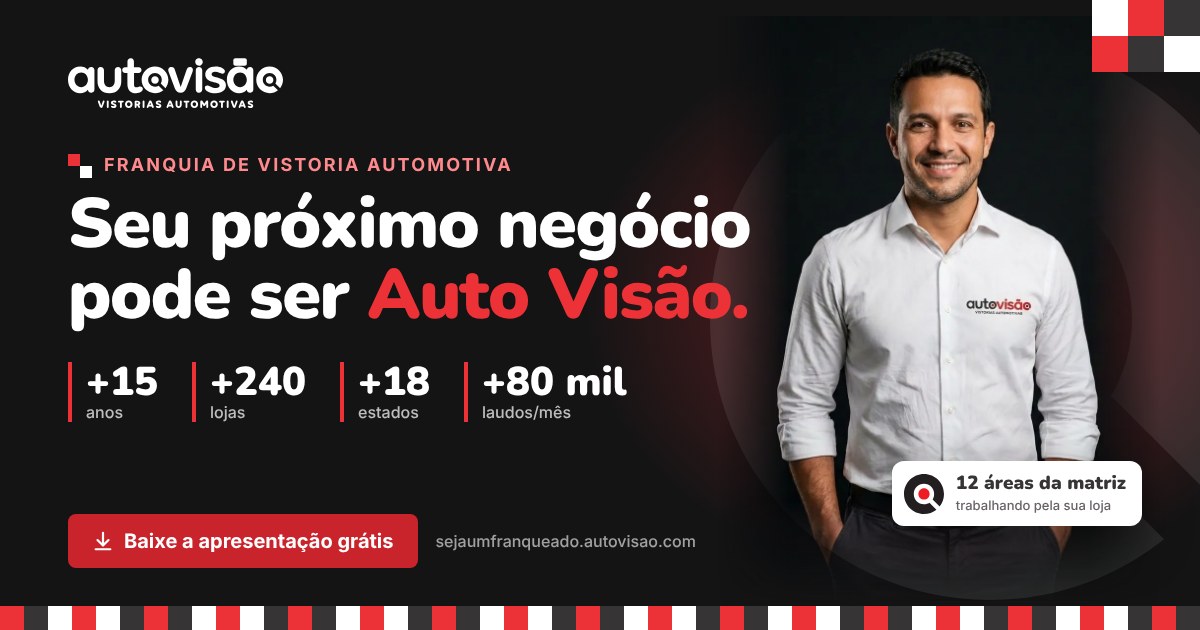 autovisão
VISTORIAS AUTOMOTIVAS
FRANQUIA DE VISTORIA AUTOMOTIVA
Seu próximo negócio
pode ser Auto Visão.
+15
anos
+240
lojas
+18
estados
+80 mil
laudos/mês
autovisão
VISTORIAS AUTOMOTIVAS
12 áreas da matriz
trabalhando pela sua loja
Baixe a apresentação grátis
sejaumfranqueado.autovisao.com